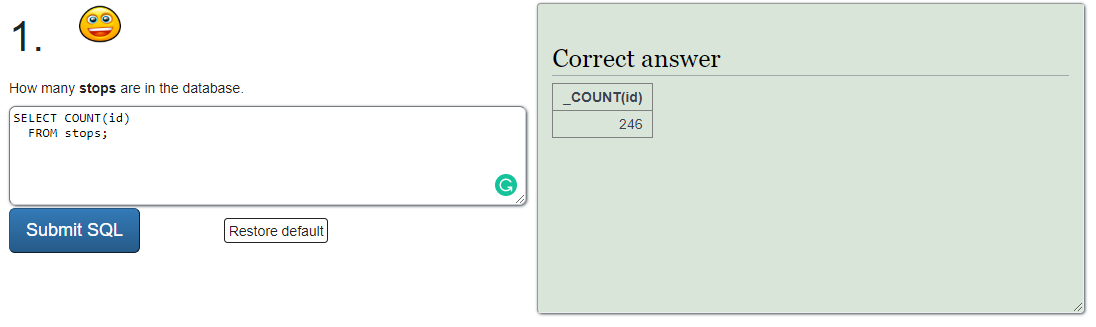 1.
How many stops are in the database.
SELECT COUNT(id)
FROM stops;
Submit SQL
Restore default
Correct answer
_COUNT(id)
246